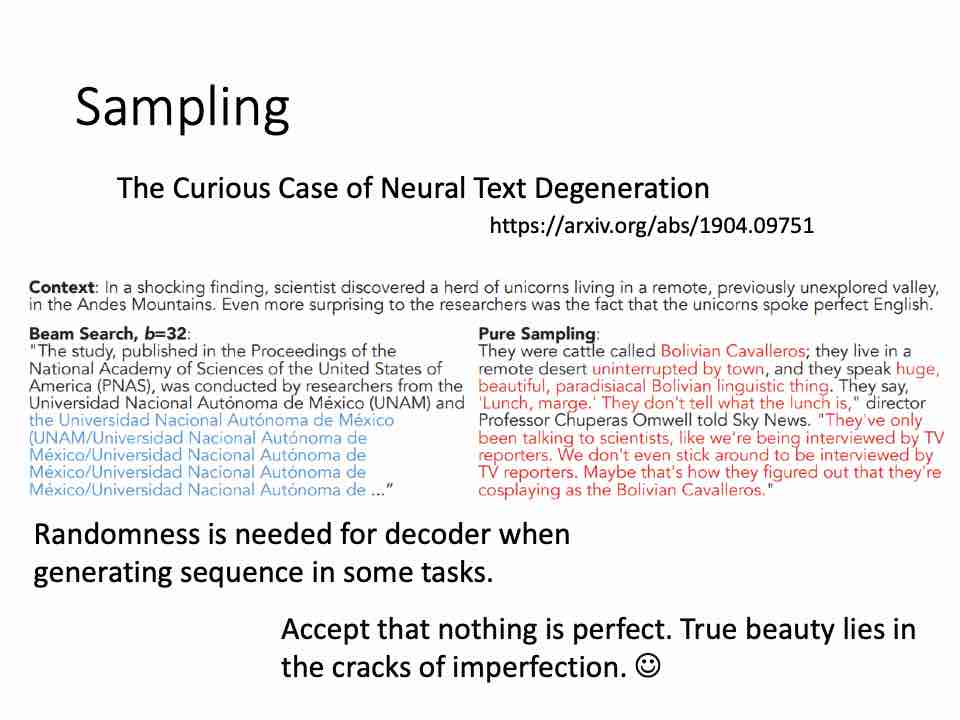 Sampling
The Curious Case of Neural Text Degeneration
https://arxiv.org/abs/1904.09751
Context: In a shocking finding, scientist discovered a herd of unicorns living in a remote, previously unexplored valley,
in the Andes Mountains. Even more surprising to the researchers was the fact that the unicorns spoke perfect English.
Beam Search, b=32:
"The study, published in the Proceedings of the
National Academy of Sciences of the United States of
America (PNAS), was conducted by researchers from the
Universidad Nacional Autónoma de México (UNAM) and
the Universidad Nacional Autónoma de México
(UNAM/Universidad Nacional Autónoma de
México/Universidad Nacional Autónoma de
México/Universidad Nacional Autónoma de
México/Universidad Nacional Autónoma de ..."
Pure Sampling:
They were cattle called Bolivian Cavalleros; they live in a
remote desert uninterrupted by town, and they speak huge,
beautiful, paradisiacal Bolivian linguistic thing. They say,
'Lunch, marge.' They don't tell what the lunch is," director
Professor Chuperas Omwell told Sky News. "They've only
been talking to scientists, like we're being interviewed by TV
reporters. We don't even stick around to be interviewed by
TV reporters. Maybe that's how they figured out that they're
cosplaying as the Bolivian Cavalleros."
Randomness is needed for decoder when
generating sequence in some tasks.
Accept that nothing is perfect. True beauty lies in
the cracks of imperfection. ☺